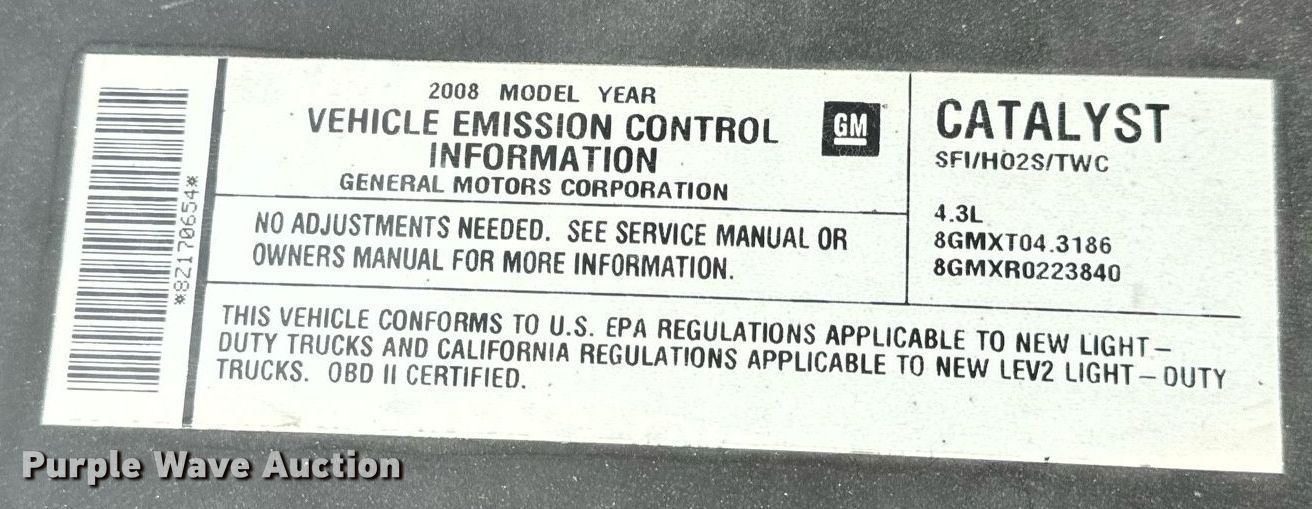 *82170654*
2008 MODEL YEAR
VEHICLE EMISSION CONTROL
INFORMATION
GENERAL MOTORS CORPORATION
GM
NO ADJUSTMENTS NEEDED. SEE SERVICE MANUAL OR
OWNERS MANUAL FOR MORE INFORMATION.
CATALYST
SFI/HO2S/TWC
4.3L
8GMXT04.3186
8GMXR0223840
THIS VEHICLE CONFORMS TO U.S. EPA REGULATIONS APPLICABLE TO NEW LIGHT-
DUTY TRUCKS AND CALIFORNIA REGULATIONS APPLICABLE TO NEW LEV2 LIGHT-DUTY
TRUCKS. OBD II CERTIFIED.
Purple Wave Auction